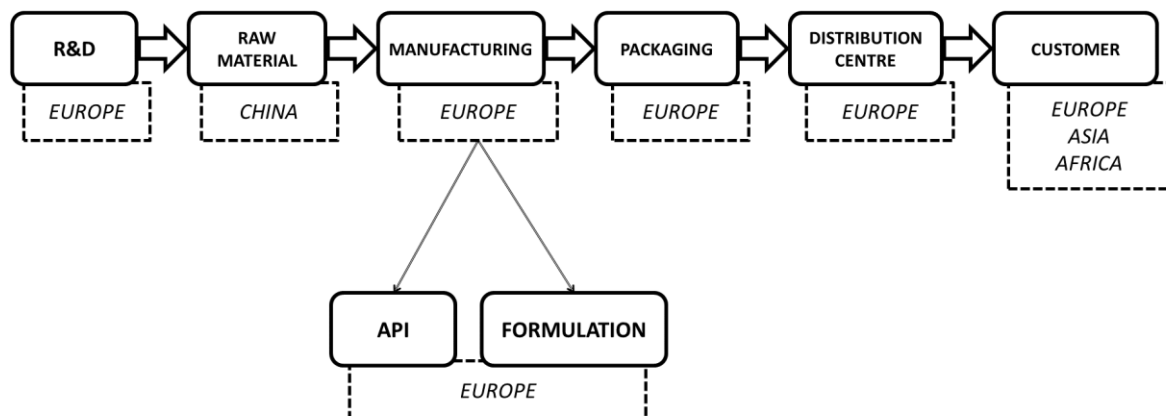 R&D
RAW
MATERIAL
MANUFACTURING
PACKAGING
DISTRIBUTION
CENTRE
CUSTOMER
EUROPE
CHINA
EUROPE
EUROPE
EUROPE
EUROPE
ASIA
AFRICA
API
FORMULATION
EUROPE